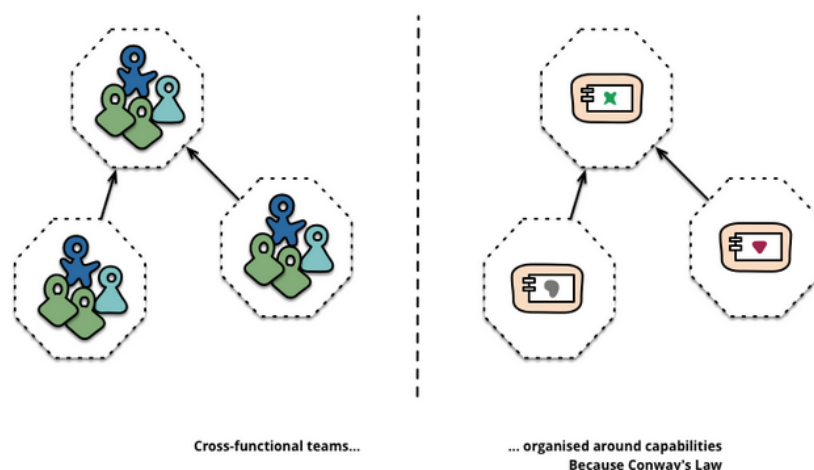 Cross-functional teams...
... organised around capabilities
Because Conway's Law